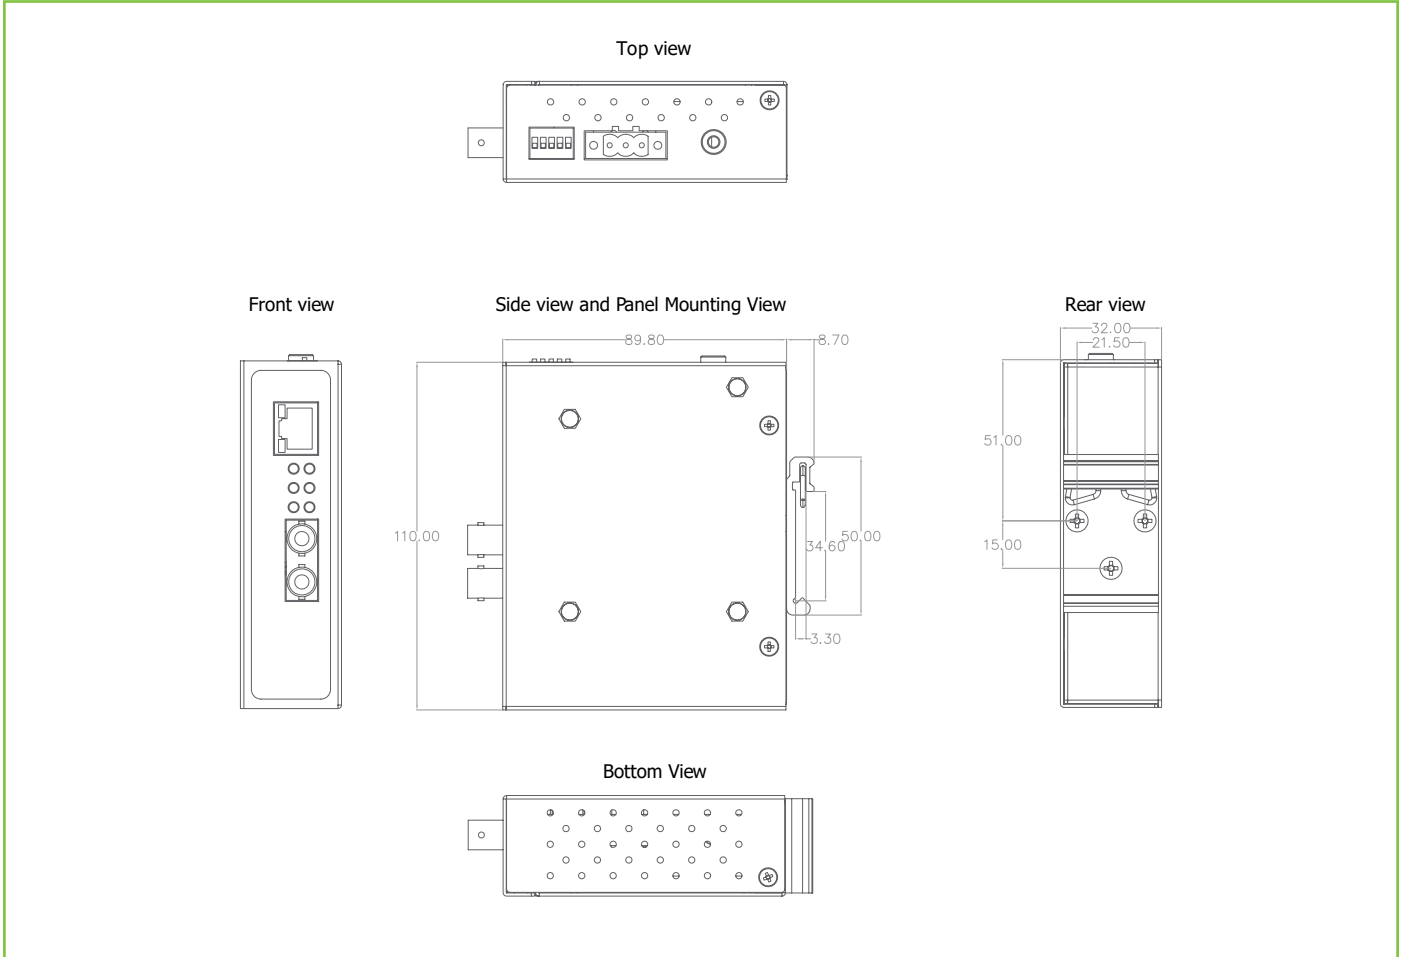 Top view
Front view
Side view and Panel Mounting View
Rear view
89.80
8.70
32.00
21.50
51.00
110.00
34.60
50.00
15.00
3.30
Bottom View